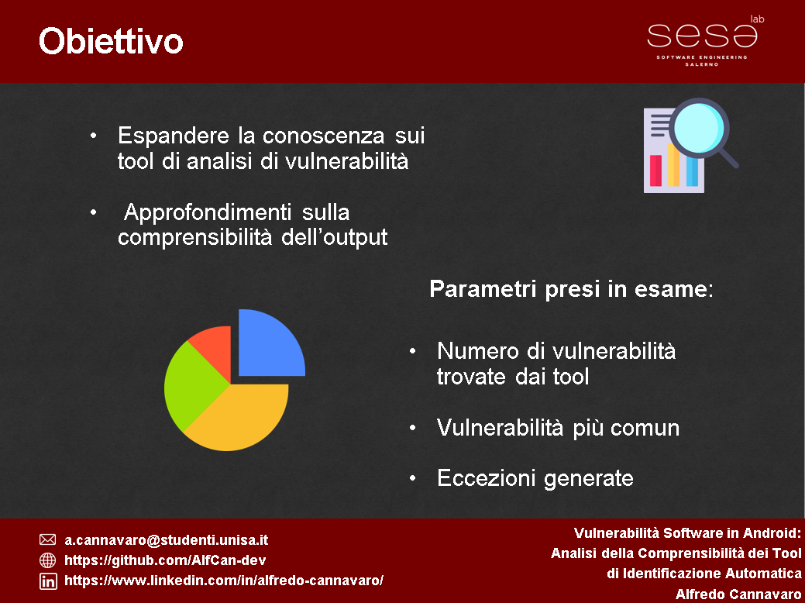 Obiettivo
sesa lab
SOFTWARE ENGINEERING
SALERNO
• Espandere la conoscenza sui
tool di analisi di vulnerabilità
• Approfondimenti sulla
comprensibilità dell’output
Parametri presi in esame:
• Numero di vulnerabilità
trovate dai tool
• Vulnerabilità più comun
• Eccezioni generate
a.cannavaro@studenti.unisa.it
https://github.com/AlfCan-dev
https://www.linkedin.com/in/alfredo-cannavaro/
Vulnerabilità Software in Android:
Analisi della Comprensibilità dei Tool
di Identificazione Automatica
Alfredo Cannavaro